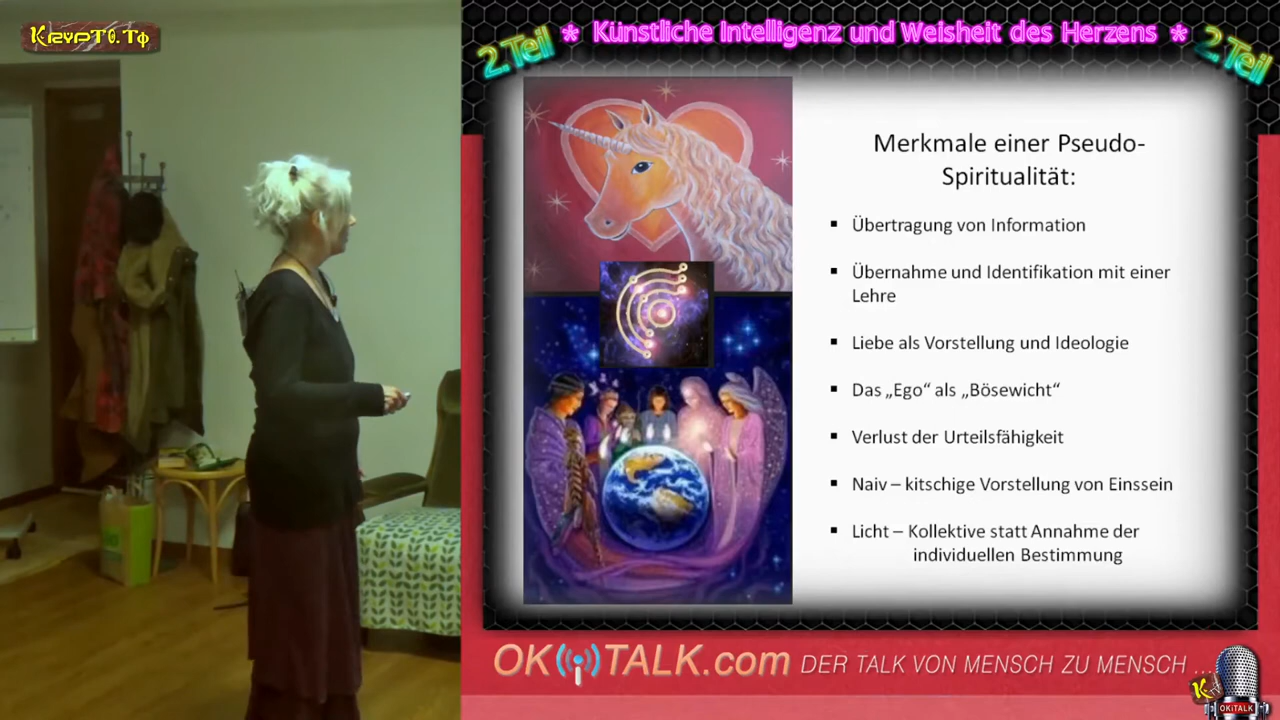 KrypT0.Tv
2.Teil
* Künstliche Intelligenz und Weisheit des Herzens *
2.Teil
Merkmale einer Pseudo-
Spiritualität:
▪ Übertragung von Information
▪ Übernahme und Identifikation mit einer
Lehre
▪ Liebe als Vorstellung und Ideologie
▪ Das „Ego“ als „Bösewicht“
▪ Verlust der Urteilsfähigkeit
▪ Naiv – kitschige Vorstellung von Einssein
▪ Licht – Kollektive statt Annahme der
individuellen Bestimmung
OKiTALK.com DER TALK VON MENSCH ZU MENSCH ...
OKiTALK